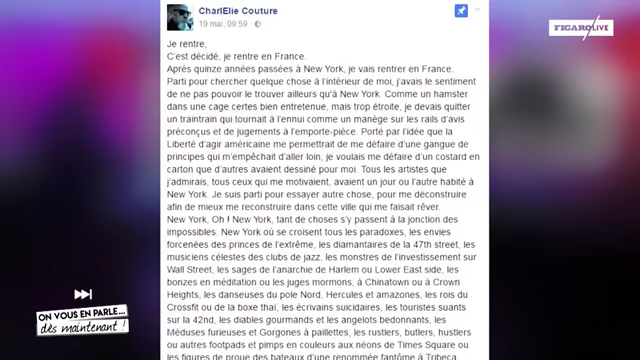 CharlElie Couture
19 mai, 09:59
FIGARO LIVE
Je rentre,
C'est décidé, je rentre en France.
Après quinze années passées à New York, je vais rentrer en France.
Parti pour chercher quelque chose à l'intérieur de moi, j'avais le sentiment
de ne pas pouvoir le trouver ailleurs qu'à New York. Comme un hamster
dans une cage certes bien entretenue, mais trop étroite, je devais quitter
un traintrain qui tournait à l'ennui comme un manège sur les rails d'avis
préconçus et de jugements à l'emporte-pièce. Porté par l'idée que la
Liberté d'agir américaine me permettrait de me défaire d'une gangue de
principes qui m'empêchait d'aller loin, je voulais me défaire d'un costard en
carton que d'autres avaient dessiné pour moi. Tous les artistes que
j'admirais, tous ceux qui me motivaient, avaient un jour ou l'autre habité à
New York. Je suis parti pour essayer autre chose, pour me déconstruire
afin de mieux me reconstruire dans cette ville qui me faisait rêver.
New York, Oh ! New York, tant de choses s'y passent à la jonction des
impossibles. New York où se croisent tous les paradoxes, les envies
forcenées des princes de l'extrême, les diamantaires de la 47th street, les
musiciens célestes des clubs de jazz, les monstres de l'investissement sur
Wall Street, les sages de l'anarchie de Harlem ou Lower East side, les
bonzes en méditation ou les juges mormons, à Chinatown ou à Crown
Heights, les danseuses du pole Nord, Hercules et amazones, les rois du
Crossfit ou de la boxe thaï, les écrivains suicidaires, les touristes suants
sur la 42nd, les diables gourmands et les angelots bedonnants, les
Méduses furieuses et Gorgones à paillettes, les rustlers, butlers, hustlers
ou autres footpads et pimps en couleurs aux néons de Times Square ou
les figures de proue des bateaux d'une renommée fantôme à Tribeca
ON VOUS EN PARLE...
dès maintenant !